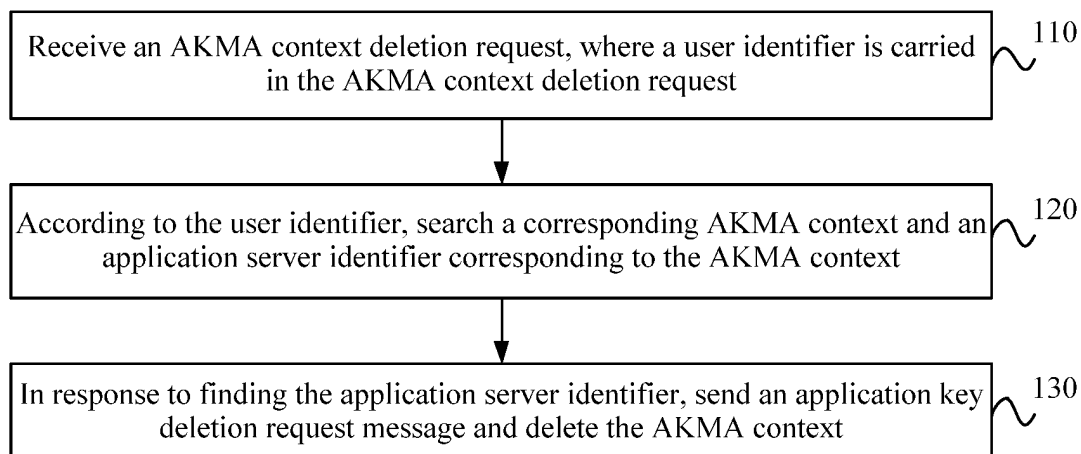 Receive an AKMA context deletion request, where a user identifier is carried
in the AKMA context deletion request
110
According to the user identifier, search a corresponding AKMA context and an
application server identifier corresponding to the AKMA context
120
In response to finding the application server identifier, send an application key
deletion request message and delete the AKMA context
130